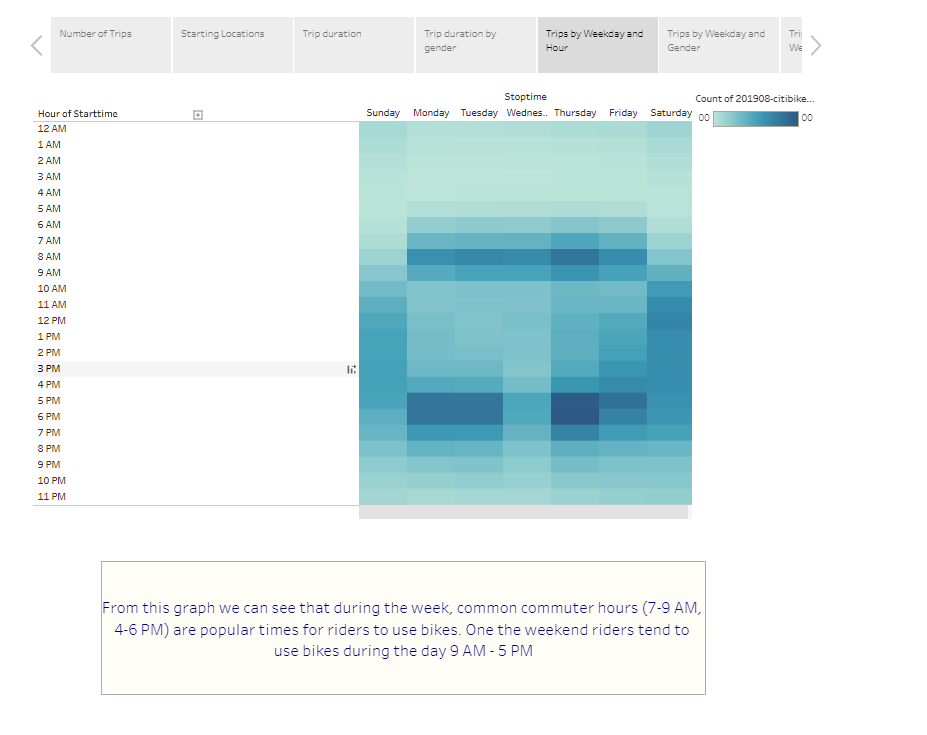 Number of Trips
Starting Locations
Trip duration
Trip duration by
gender
Trips by Weekday and
Hour
Trips by Weekday and
Gender
Stoptime
Count of 201908-citibike...
Hour of Starttime
Sunday Monday Tuesday Wednes.. Thursday Friday Saturday
00 00
12 AM
1 AM
2 AM
3 AM
4 AM
5 AM
6 AM
7 AM
8 AM
9 AM
10 AM
11 AM
12 PM
1 PM
2 PM
3 PM
4 PM
5 PM
6 PM
7 PM
8 PM
9 PM
10 PM
11 PM
From this graph we can see that during the week, common commuter hours (7-9 AM,
4-6 PM) are popular times for riders to use bikes. One the weekend riders tend to
use bikes during the day 9 AM - 5 PM